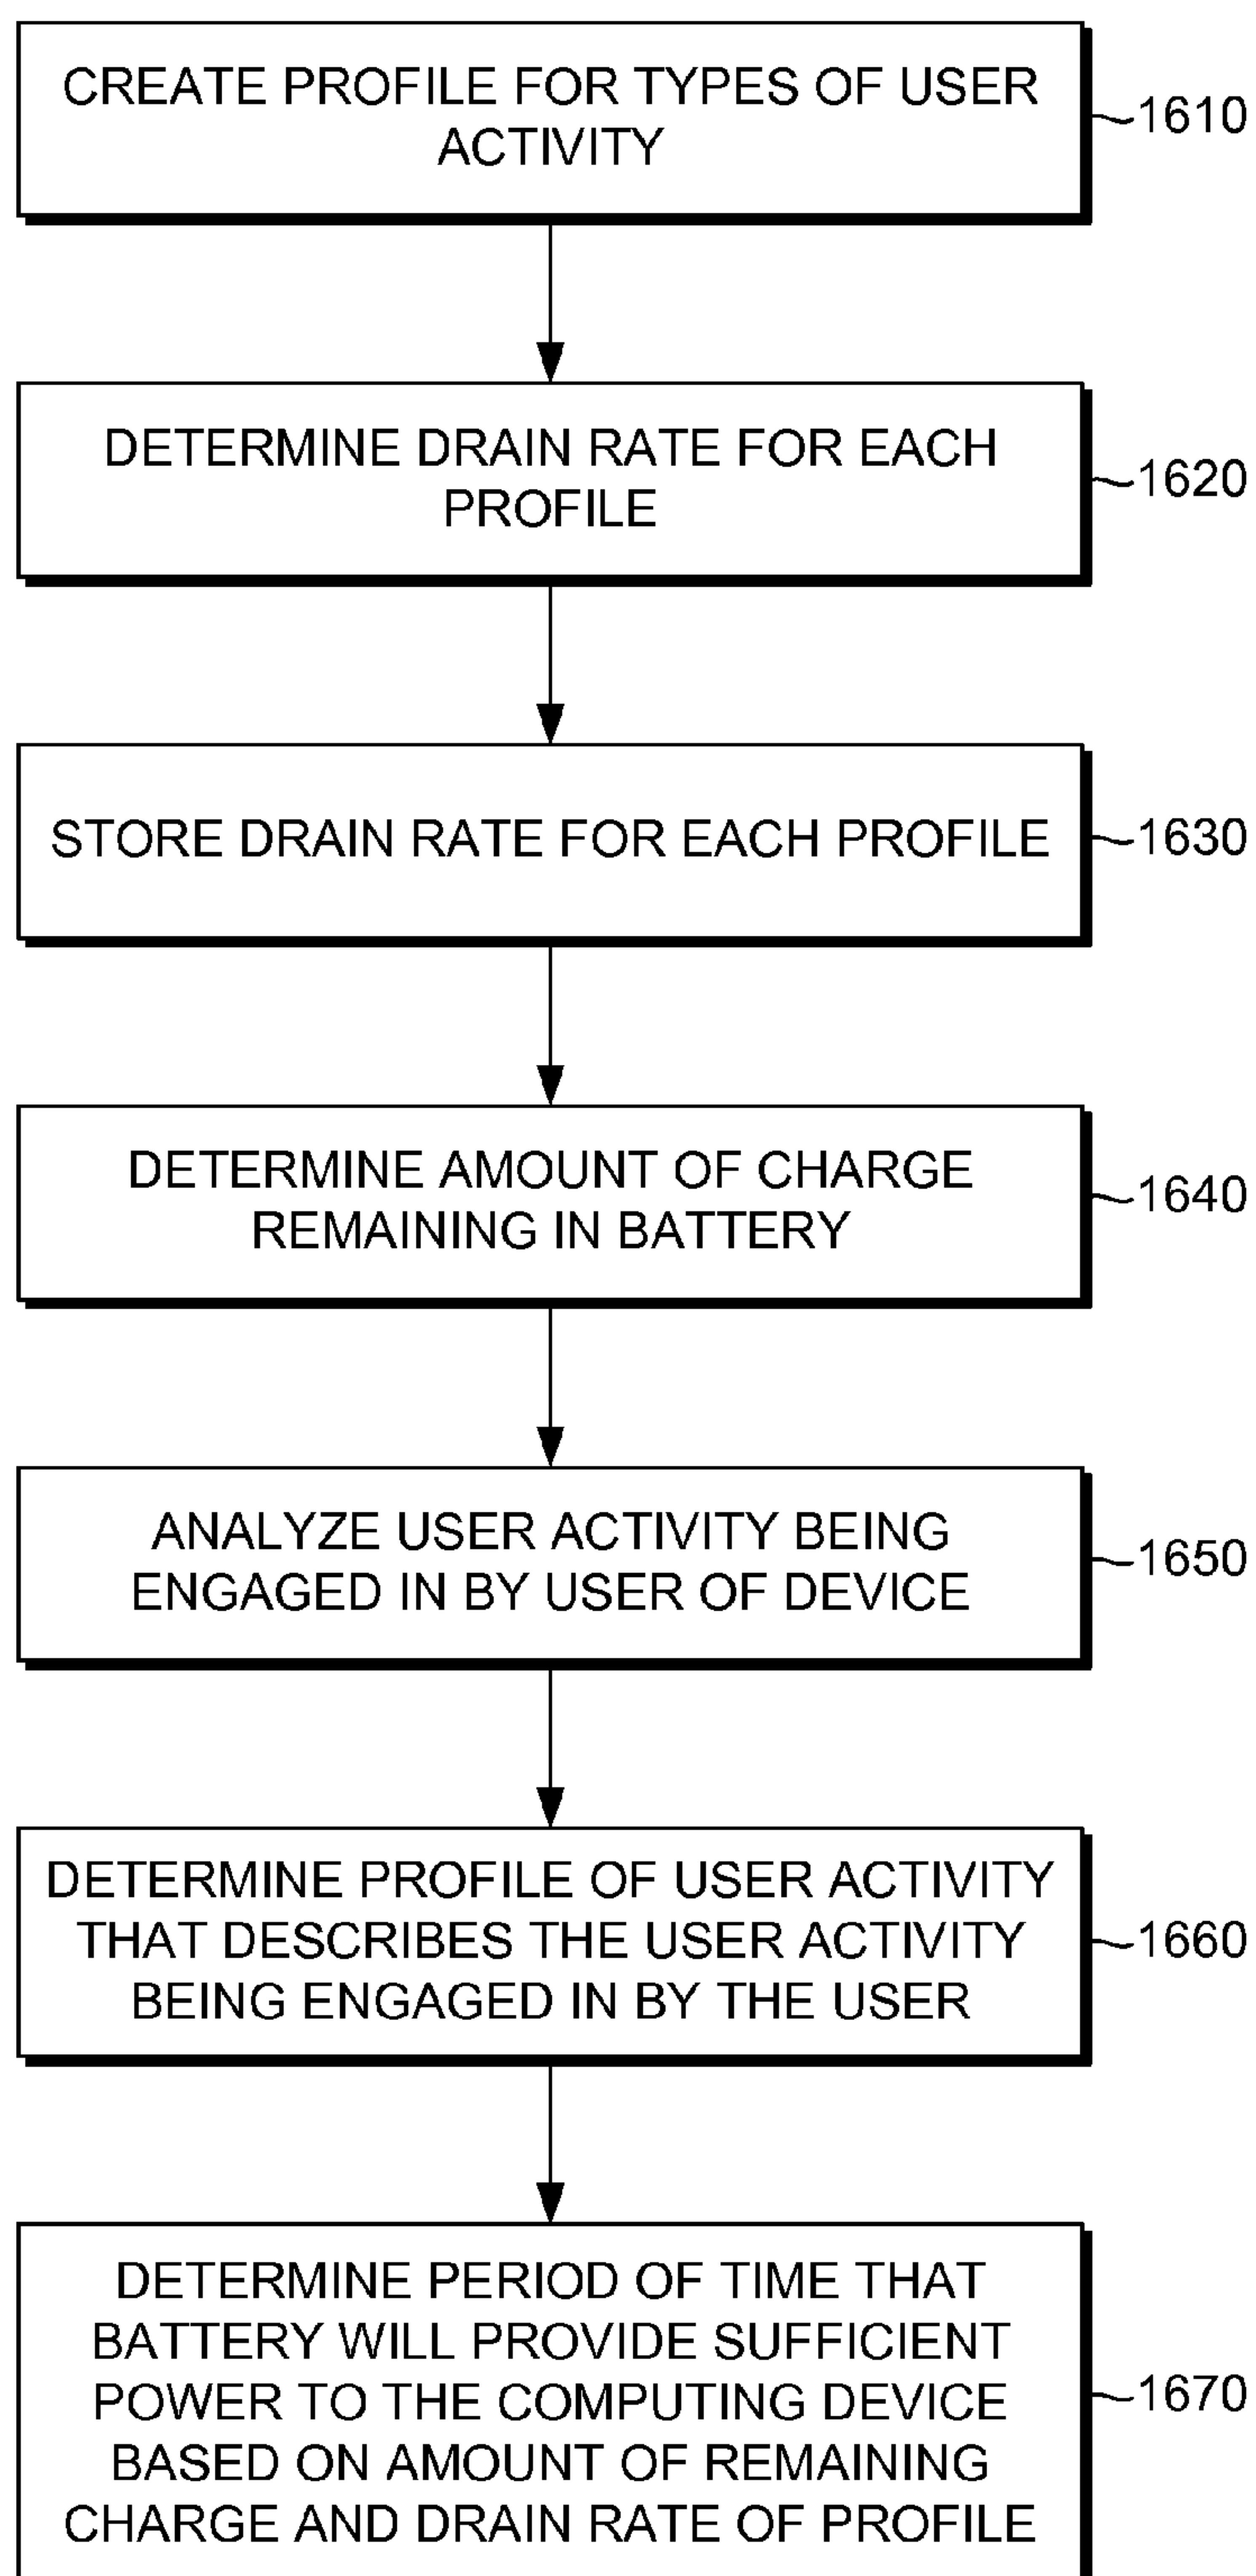 CREATE PROFILE FOR TYPES OF USER
ACTIVITY
1610
DETERMINE DRAIN RATE FOR EACH
PROFILE
1620
STORE DRAIN RATE FOR EACH PROFILE
1630
DETERMINE AMOUNT OF CHARGE
REMAINING IN BATTERY
1640
ANALYZE USER ACTIVITY BEING
ENGAGED IN BY USER OF DEVICE
1650
DETERMINE PROFILE OF USER ACTIVITY
THAT DESCRIBES THE USER ACTIVITY
BEING ENGAGED IN BY THE USER
1660
DETERMINE PERIOD OF TIME THAT
BATTERY WILL PROVIDE SUFFICIENT
POWER TO THE COMPUTING DEVICE
BASED ON AMOUNT OF REMAINING
CHARGE AND DRAIN RATE OF PROFILE
1670